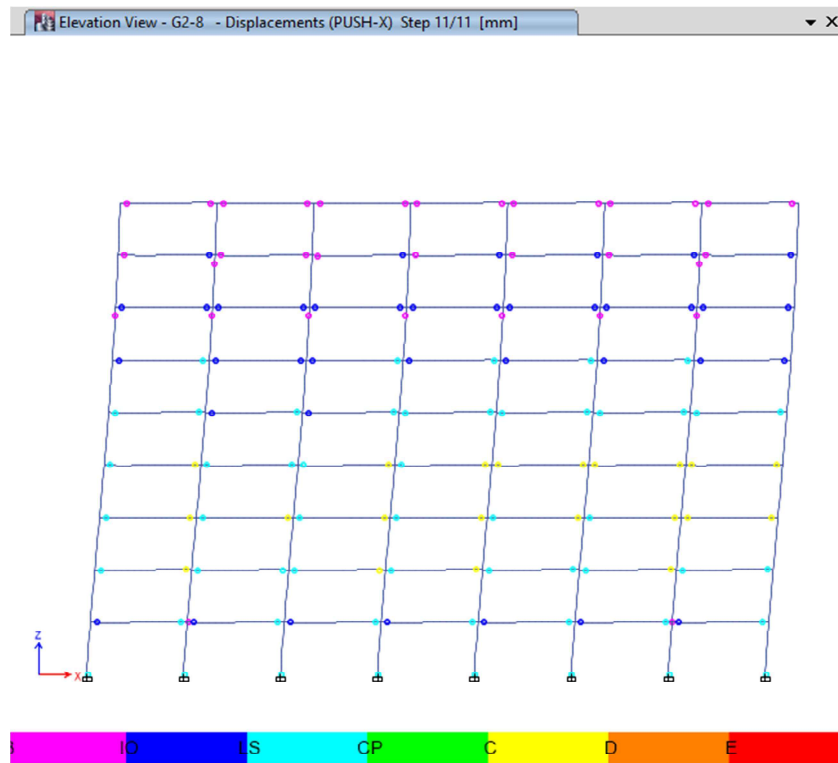 Elevation View - G2-8 - Displacements (PUSH-X) Step 11/11 [mm]
Z
X
IO LS CP C D E